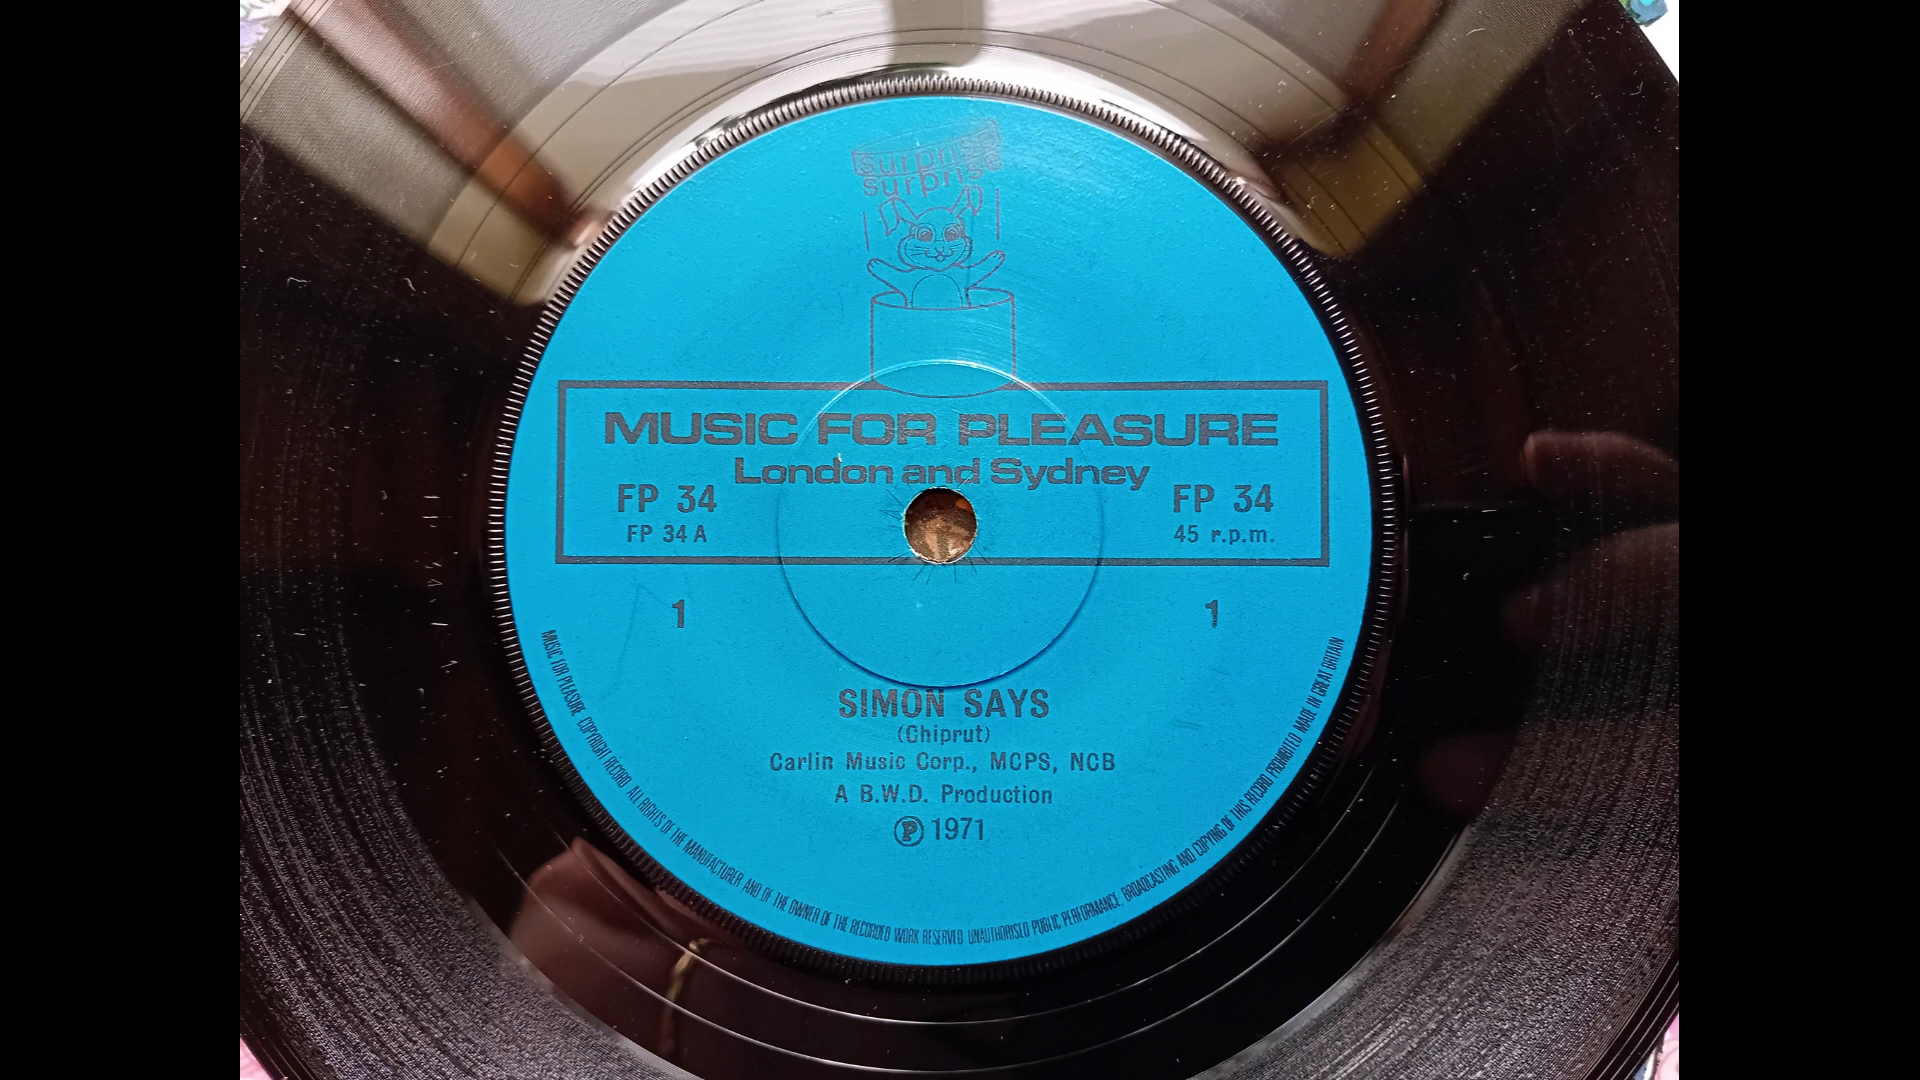 surprise
surprise
MUSIC FOR PLEASURE
London and Sydney
FP 34 FP 34
FP 34 A 45 r.p.m.
1 1
SIMON SAYS
(Chiprut)
Carlin Music Corp., MCPS, NCB
A B.W.D. Production
Ⓟ 1971
MUSIC FOR PLEASURE COPYRIGHT RECORD ALL RIGHTS OF THE MANUFACTURER AND OF THE OWNER OF THE RECORDED WORK RESERVED UNAUTHORISED PUBLIC PERFORMANCE, BROADCASTING AND COPYING OF THIS RECORD PROHIBITED MADE IN GREAT BRITAIN